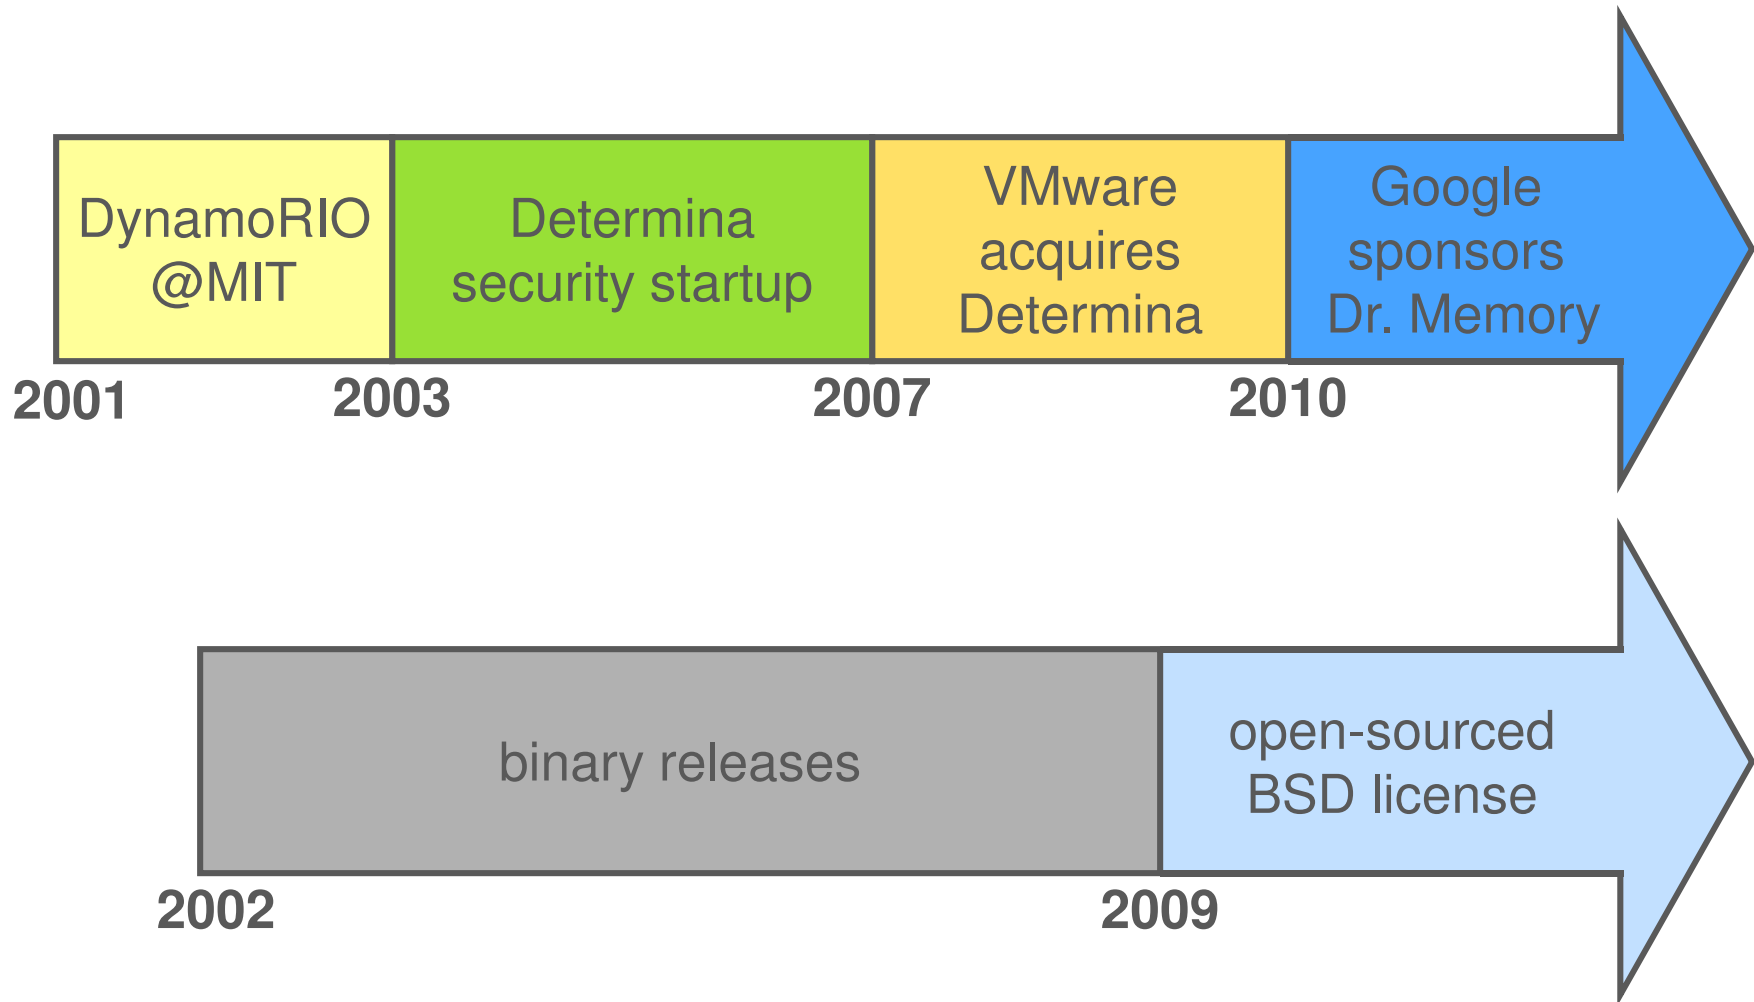 DynamoRIO
@MIT
Determina
security startup
VMware
acquires
Determina
Google
sponsors
Dr. Memory
2001
2003
2007
2010
binary releases
open-sourced
BSD license
2002
2009